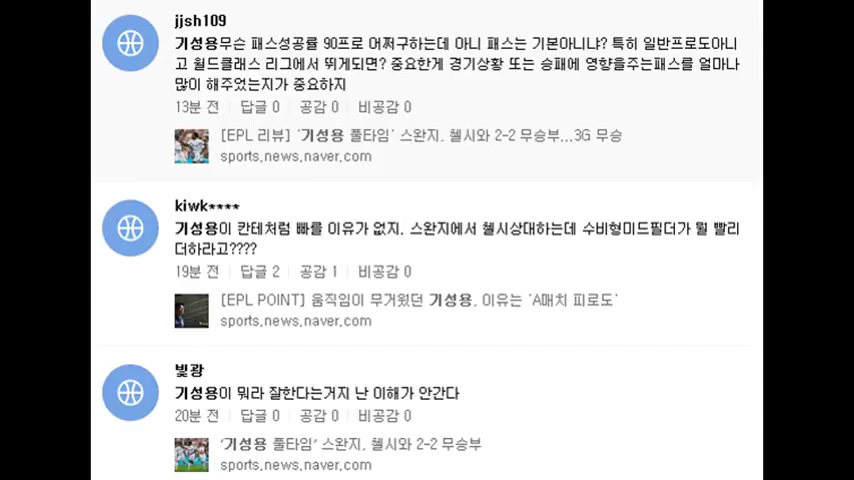 jjsh109
기성용무슨 패스성공률 90프로 어쩌구하는데 아니 패스는 기본아니냐? 특히 일반프로도아니
고 월드클래스 리그에서 뛰게되면? 중요한게 경기상황 또는 승패에 영향을주는패스를 얼마나
많이 해주었는지가 중요하지
13분 전 답글 0 공감 0 비공감 0
[EPL 리뷰] '기성용 풀타임' 스완지, 첼시와 2-2 무승부...3G 무승
sports.news.naver.com
kiwk****
기성용이 칸테처럼 빠를 이유가 없지. 스완지에서 첼시상대하는데 수비형미드필더가 뭘 빨리
더하라고????
19분 전 답글 2 공감 1 비공감 0
[EPL POINT] 움직임이 무거웠던 기성용, 이유는 'A매치 피로도'
sports.news.naver.com
빛광
기성용이 뭐라 잘한다는거지 난 이해가 안간다
20분 전 답글 0 공감 0 비공감 0
'기성용 풀타임' 스완지, 첼시와 2-2 무승부
sports.news.naver.com